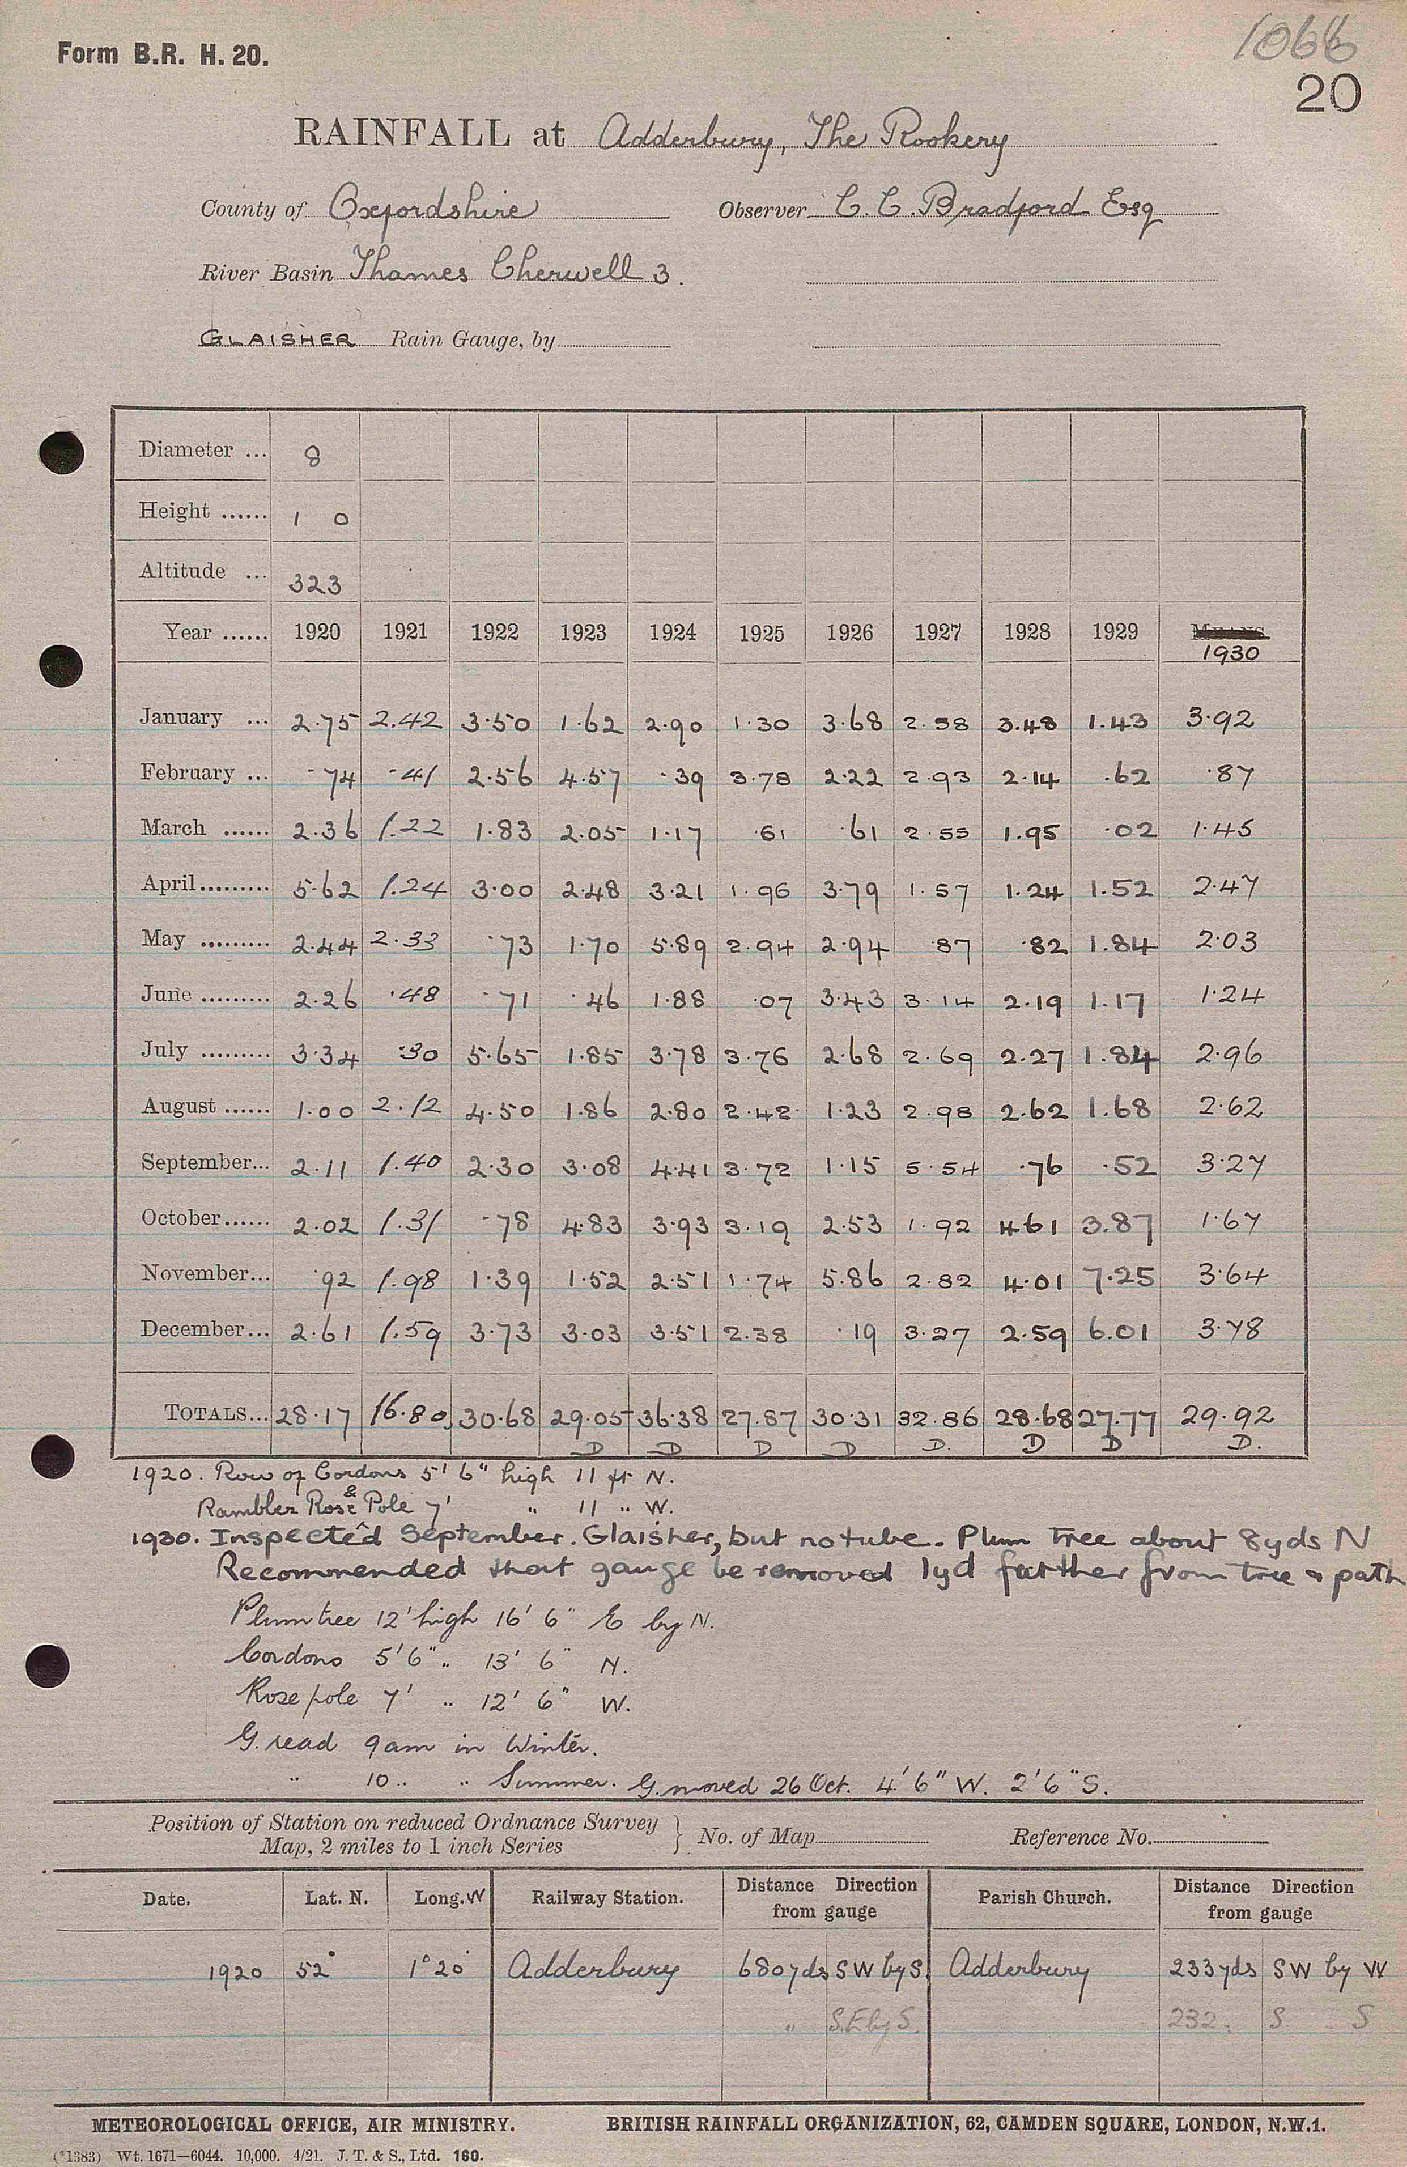 1066
Form B.R. H. 20.
20
RAINFALL at Adderbury, The Rookery
County of Oxfordshire Observer C. C. Bradford Esq
River Basin Thames Cherwell 3.
GLAISHER Rain Gauge, by
Diameter ... 8
Height ...... 1 0
Altitude ... 323
Year ...... 1920 1921 1922 1923 1924 1925 1926 1927 1928 1929 MEANS
1930
January ... 2.75 2.42 3.50 1.62 2.90 1.30 3.68 2.58 3.48 1.43 3.92
February ... .74 .41 2.56 4.57 .39 3.78 2.22 2.93 2.14 .62 .87
March ...... 2.36 1.22 1.83 2.05 1.17 .61 .61 2.55 1.95 .02 1.45
April ......... 5.62 1.24 3.00 2.48 3.21 1.96 3.79 1.57 1.24 1.52 2.47
May ......... 2.44 2.33 .73 1.70 5.89 2.94 2.94 .87 .82 1.84 2.03
June ......... 2.26 .48 .71 .46 1.88 .07 3.43 3.14 2.19 1.17 1.24
July ......... 3.34 .30 5.65 1.85 3.78 3.76 2.68 2.69 2.27 1.84 2.96
August ...... 1.00 2.12 4.50 1.86 2.80 2.42 1.23 2.98 2.62 1.68 2.62
September... 2.11 1.40 2.30 3.08 4.41 3.72 1.15 5.54 .76 .52 3.27
October...... 2.02 1.31 .78 4.83 3.93 3.19 2.53 1.92 4.61 3.87 1.67
November... .92 1.98 1.39 1.52 2.51 1.74 5.86 2.82 4.01 7.25 3.64
December... 2.61 1.59 3.73 3.03 3.51 2.38 .19 3.27 2.59 6.01 3.78
TOTALS... 28.17 16.80 30.68 29.05 36.38 27.87 30.31 32.86 28.68 27.77 29.92
D D D D D. D D D.
1920. Row of Cordons 5' 6" high 11 ft N.
Rambler Rose & Pole 7' " 11 " W.
1930. Inspected September. Glaisher, but no tube. Plum Tree about 8yds N
Recommended that gauge be removed 1yd further from tree & path
Plum tree 12' high 16' 6" E by N.
Cordons 5' 6" " 13' 6" N.
Rose pole 7' " 12' 6" W.
G. read 9am in Winter.
" 10 " " Summer. G. moved 26 Oct. 4' 6" W. 2' 6" S.
Position of Station on reduced Ordnance Survey
Map, 2 miles to 1 inch Series } No. of Map Reference No.
Date. Lat. N. Long. W Railway Station. Distance Direction from gauge Parish Church. Distance Direction from gauge
1920 52° 1° 20' Adderbury 680yds SW by S. Adderbury 233yds SW by W
" S.E by S. 232. S S
METEOROLOGICAL OFFICE, AIR MINISTRY. BRITISH RAINFALL ORGANIZATION, 62, CAMDEN SQUARE, LONDON, N.W.1.
(*1383) Wt. 1671—6044. 10,000. 4/21. J. T. & S., Ltd. 160.